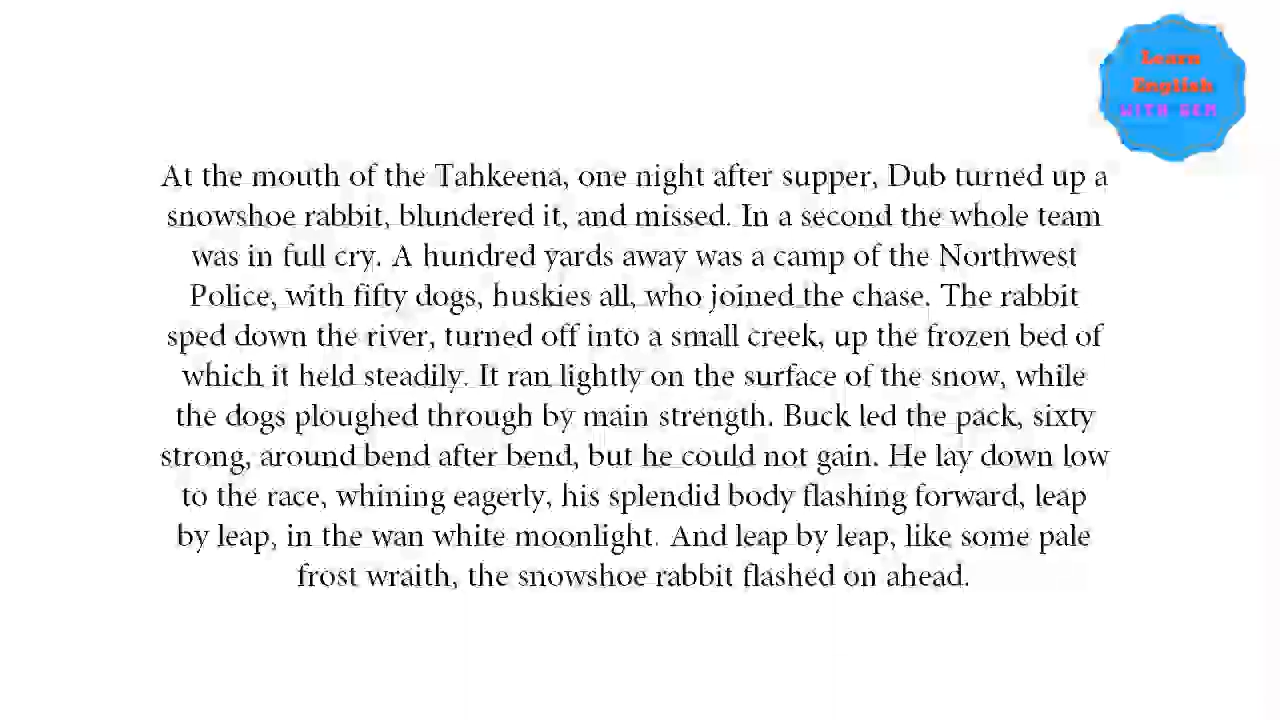 Learn
English
WITH GEM
At the mouth of the Tahkeena, one night after supper, Dub turned up a
snowshoe rabbit, blundered it, and missed. In a second the whole team
was in full cry. A hundred yards away was a camp of the Northwest
Police, with fifty dogs, huskies all, who joined the chase. The rabbit
sped down the river, turned off into a small creek, up the frozen bed of
which it held steadily. It ran lightly on the surface of the snow, while
the dogs ploughed through by main strength. Buck led the pack, sixty
strong, around bend after bend, but he could not gain. He lay down low
to the race, whining eagerly, his splendid body flashing forward, leap
by leap, in the wan white moonlight. And leap by leap, like some pale
frost wraith, the snowshoe rabbit flashed on ahead.